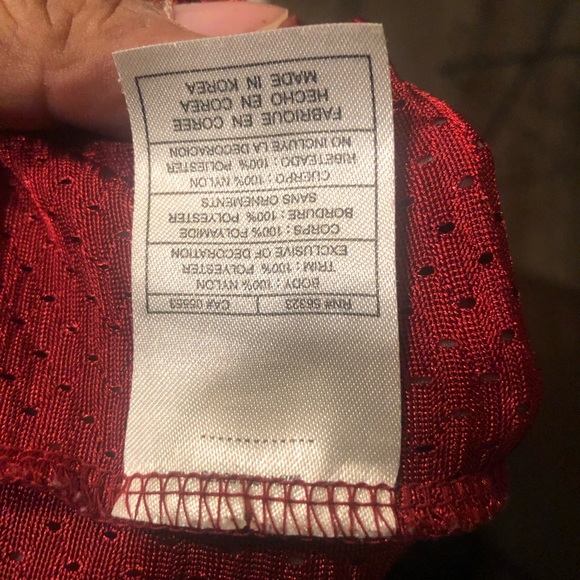 RN# 56323 CA# 05553
BODY : 100% NYLON
TRIM : 100% POLYESTER
EXCLUSIVE OF DECORATION
CORPS : 100% POLYAMIDE
BORDURE : 100% POLYESTER
SANS ORNEMENTS
CUERPO : 100% NYLON
RIBETEADO : 100% POLIESTER
NO INCLUYE LA DECORACION
FABRIQUE EN COREE
HECHO EN COREA
MADE IN KOREA